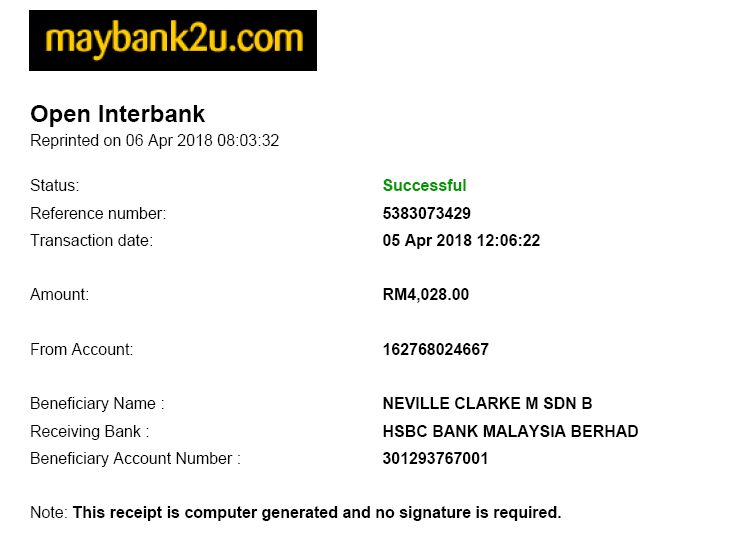 maybank2u.com
Open Interbank
Reprinted on 06 Apr 2018 08:03:32
Status: Successful
Reference number: 5383073429
Transaction date: 05 Apr 2018 12:06:22
Amount: RM4,028.00
From Account: 162768024667
Beneficiary Name : NEVILLE CLARKE M SDN B
Receiving Bank : HSBC BANK MALAYSIA BERHAD
Beneficiary Account Number : 301293767001
Note: This receipt is computer generated and no signature is required.